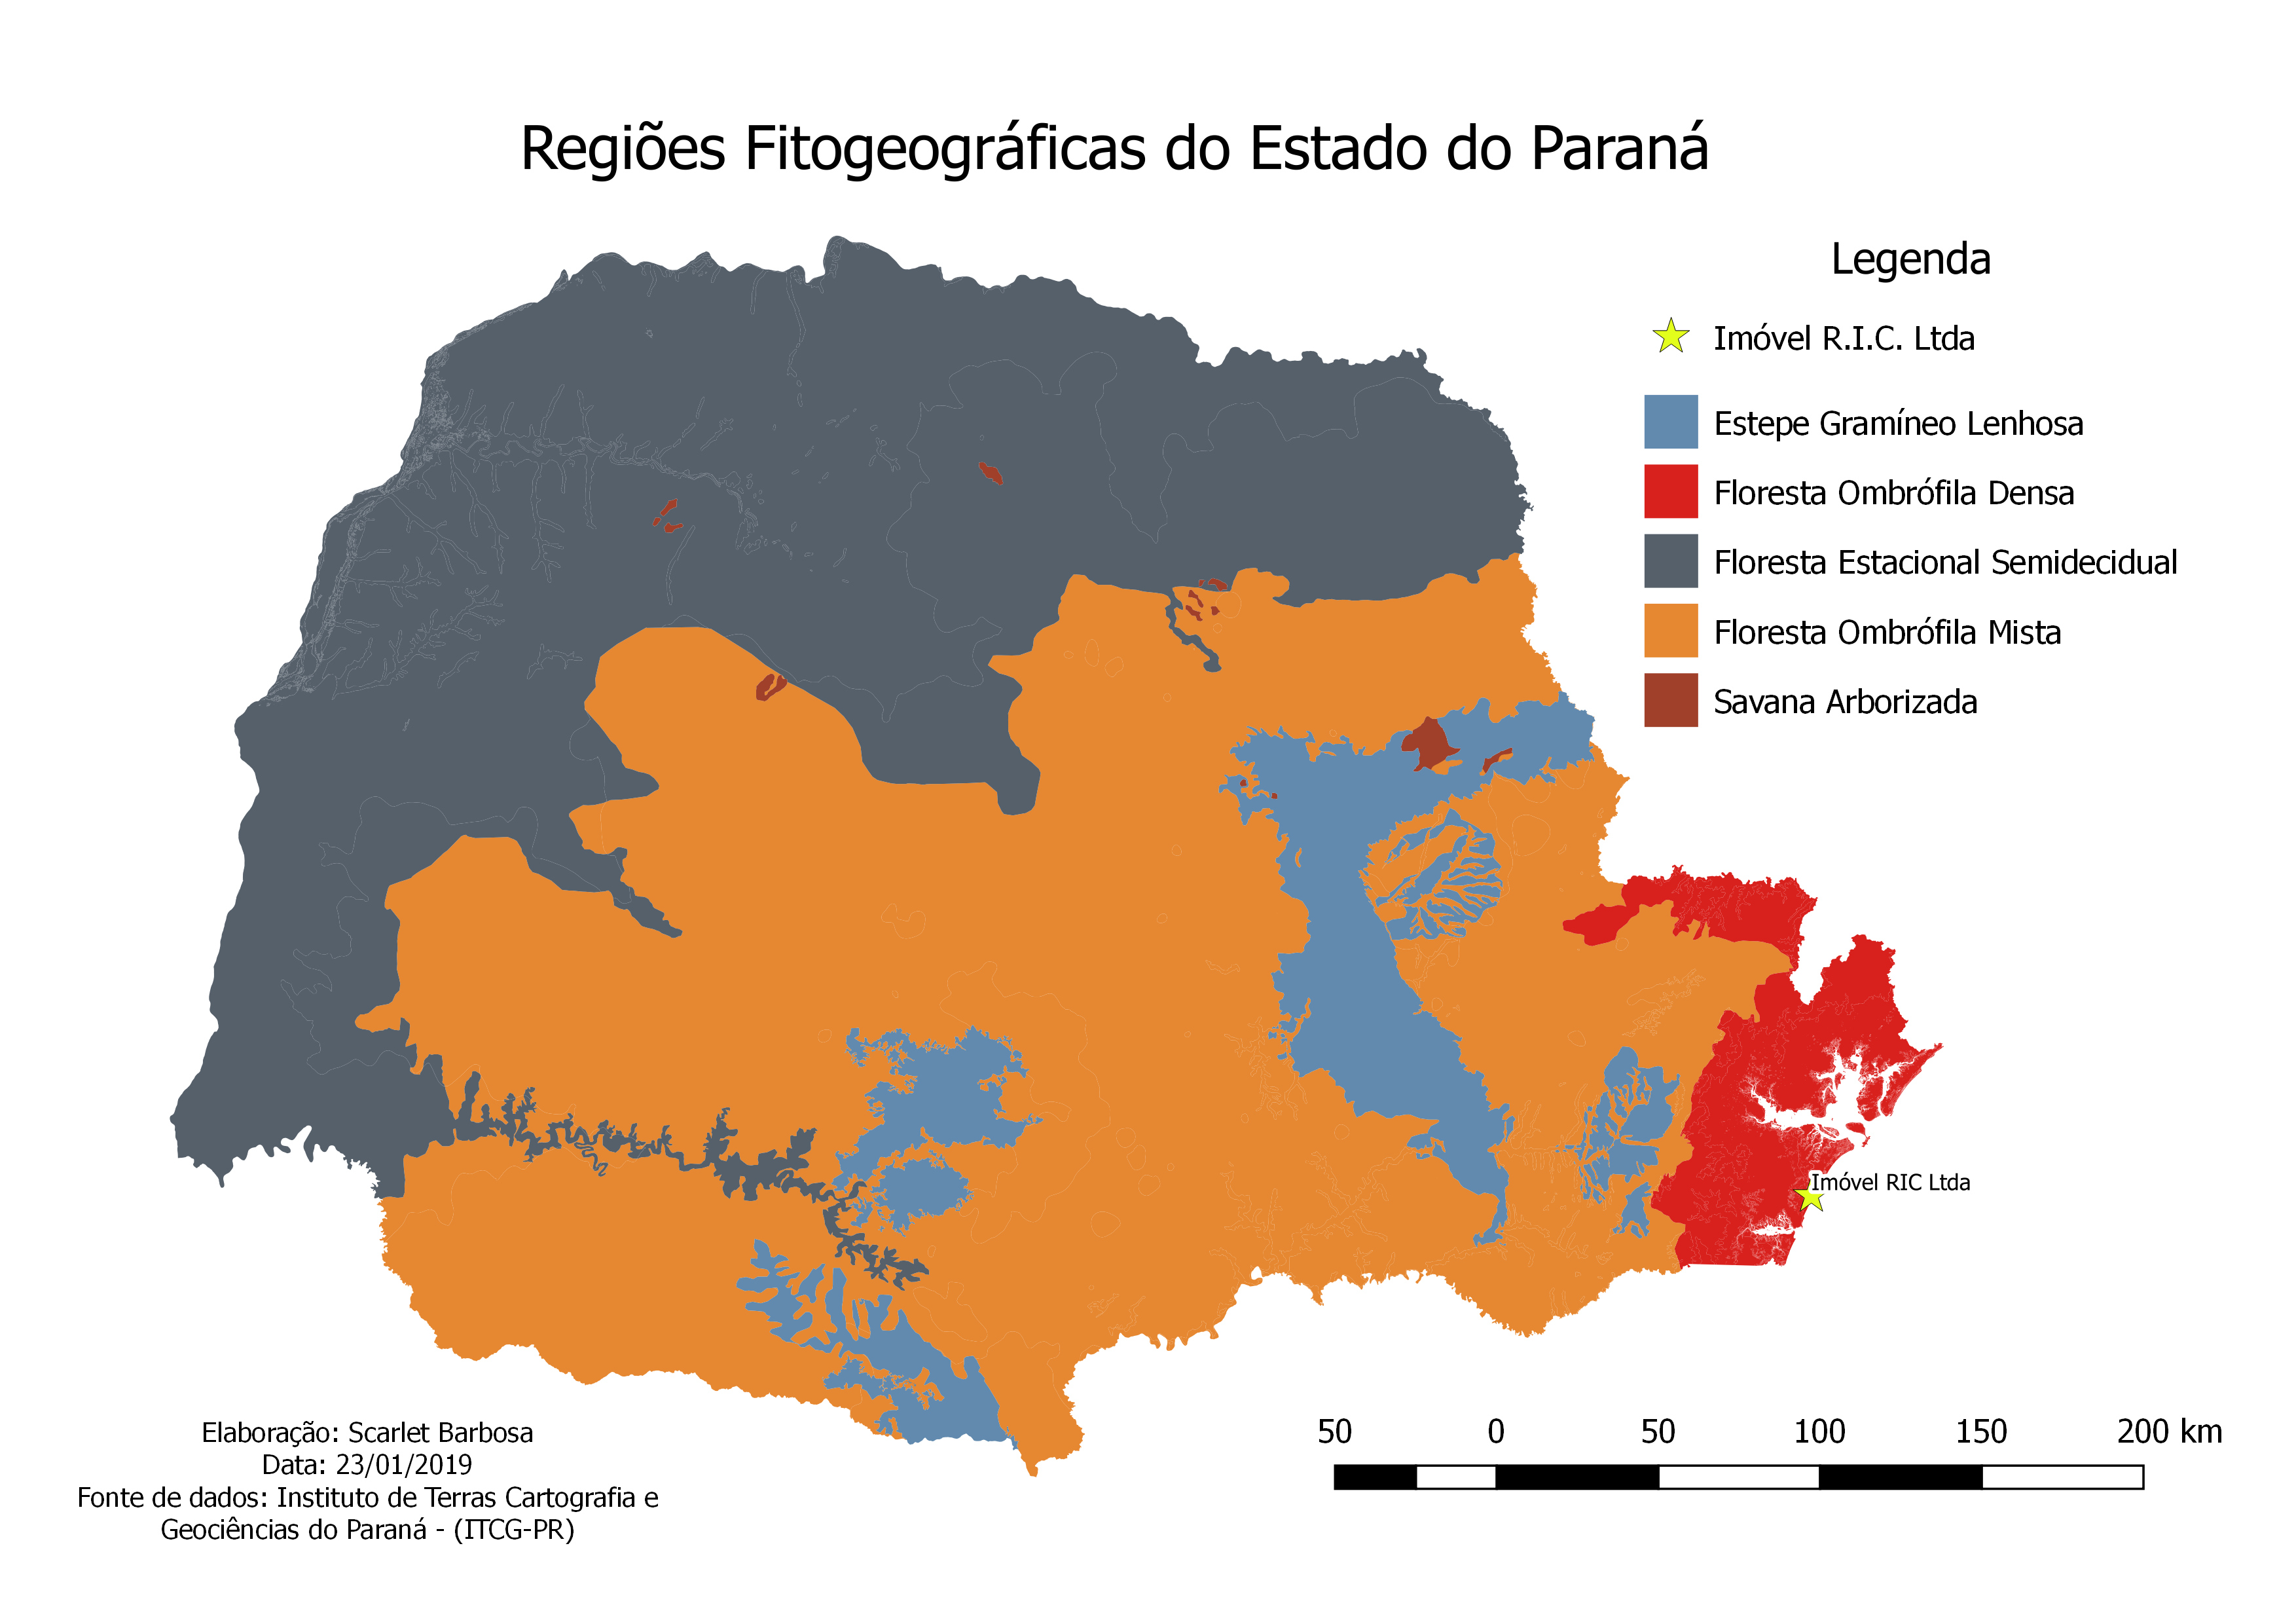 Regiões Fitogeográficas do Estado do Paraná
Legenda
Imóvel R.I.C. Ltda
Estepe Gramíneo Lenhosa
Floresta Ombrófila Densa
Floresta Estacional Semidecidual
Floresta Ombrófila Mista
Savana Arborizada
Imóvel RIC Ltda
50 0 50 100 150 200 km
Elaboração: Scarlet Barbosa
Data: 23/01/2019
Fonte de dados: Instituto de Terras Cartografia e
Geociências do Paraná - (ITCG-PR)